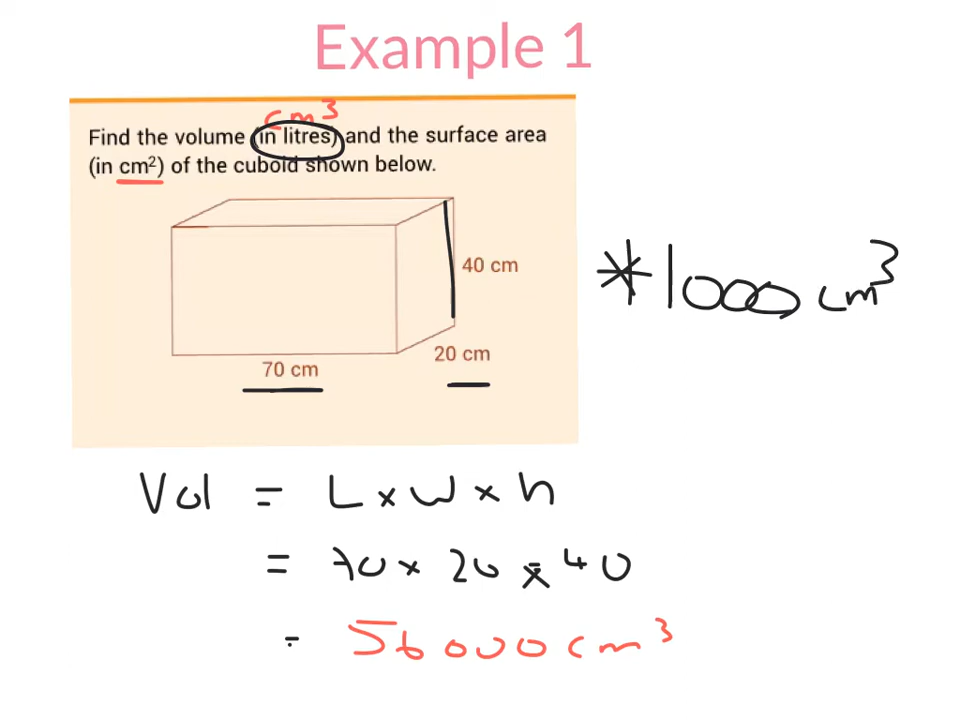 Example 1
cm³
Find the volume (in litres) and the surface area
(in cm²) of the cuboid shown below.
40 cm
* 1000 cm³
20 cm
70 cm
Vol = L x W x h
= 70 x 20 x 40
= 56000 cm³